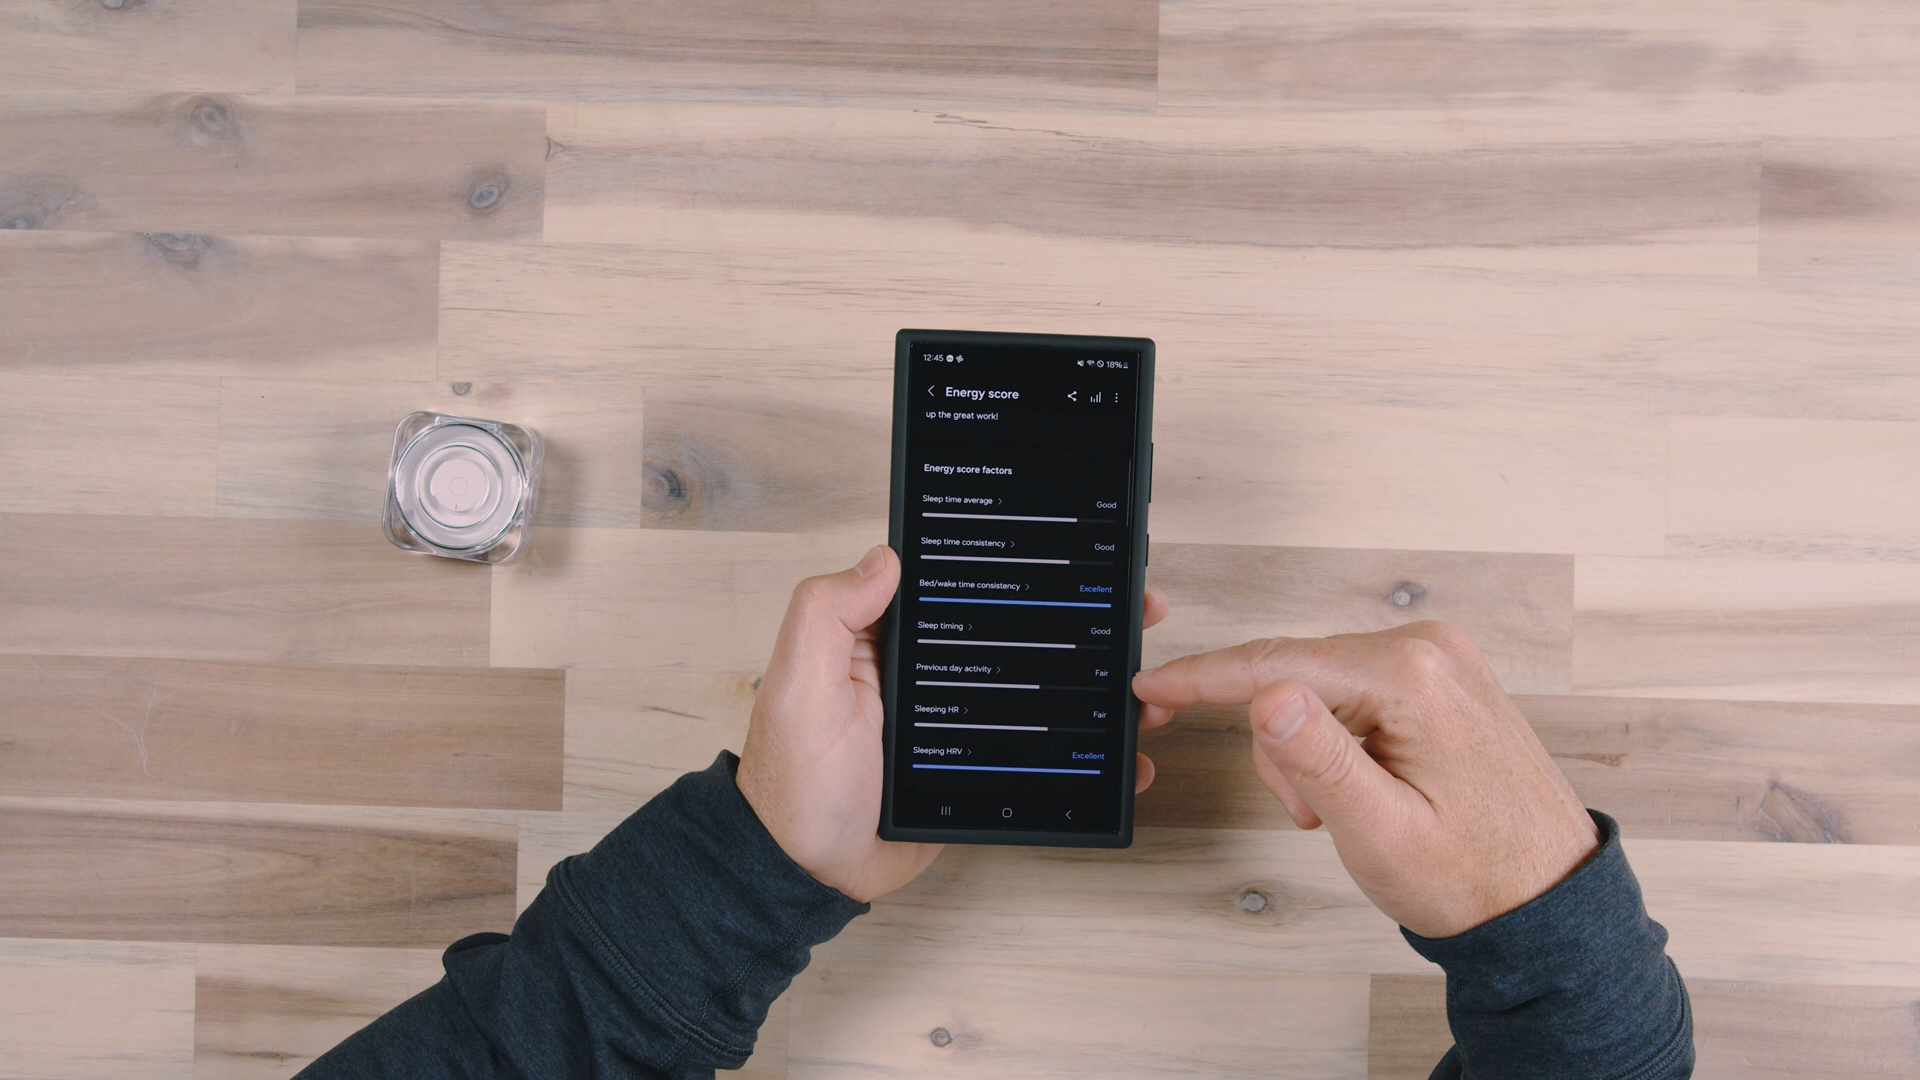 12:45 18%
Energy score
up the great work!
Energy score factors
Sleep time average Good
Sleep time consistency Good
Bed/wake time consistency Excellent
Sleep timing Good
Previous day activity Fair
Sleeping HR Fair
Sleeping HRV Excellent